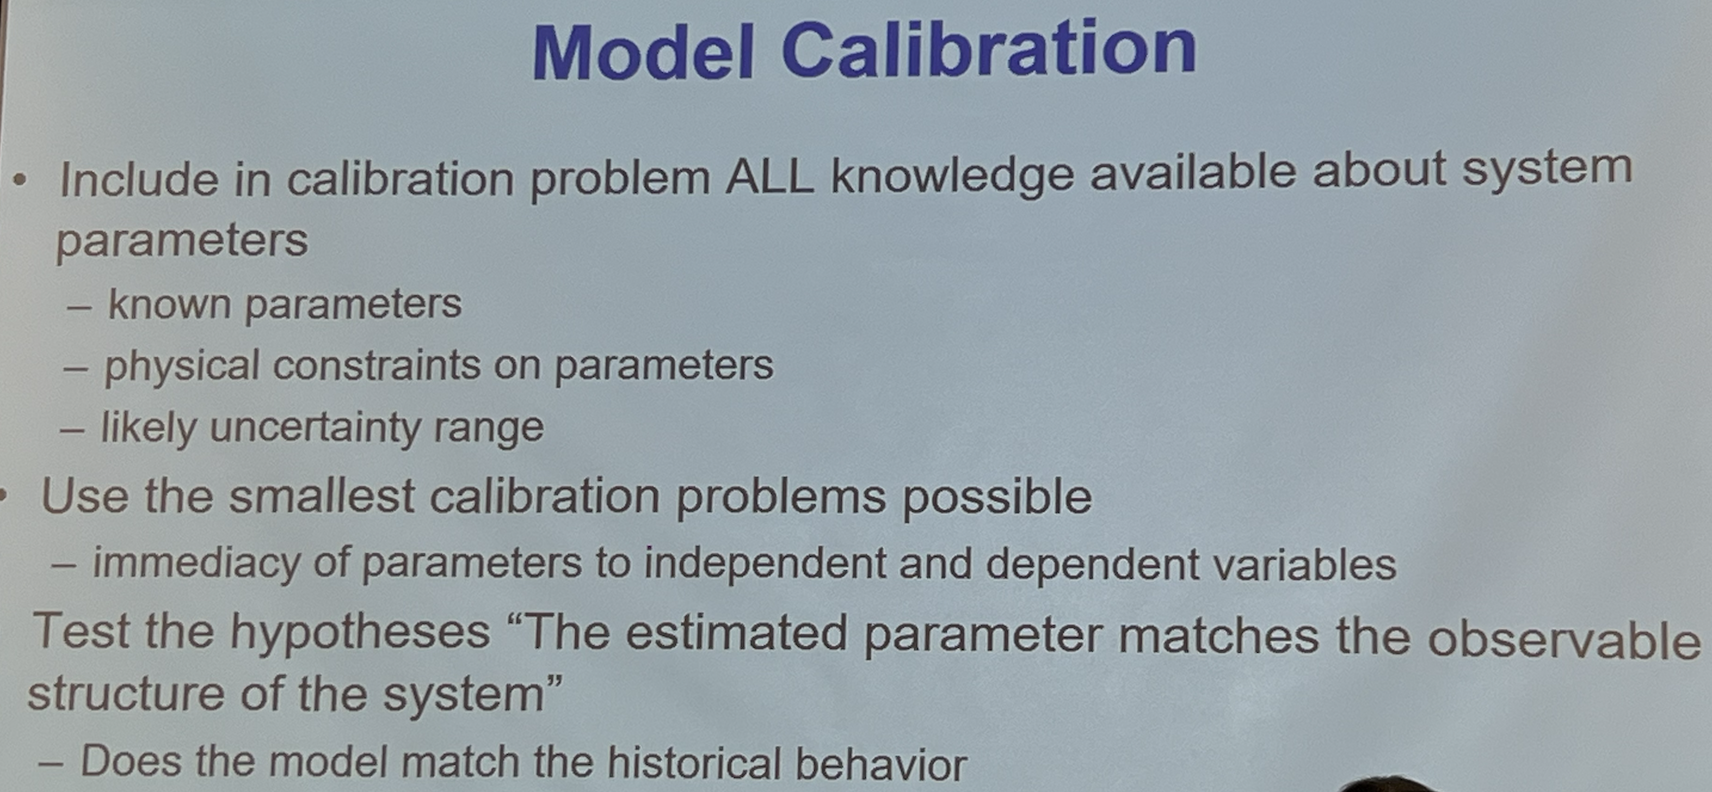 Model Calibration
• Include in calibration problem ALL knowledge available about system
parameters
– known parameters
– physical constraints on parameters
– likely uncertainty range
• Use the smallest calibration problems possible
– immediacy of parameters to independent and dependent variables
Test the hypotheses “The estimated parameter matches the observable
structure of the system”
– Does the model match the historical behavior